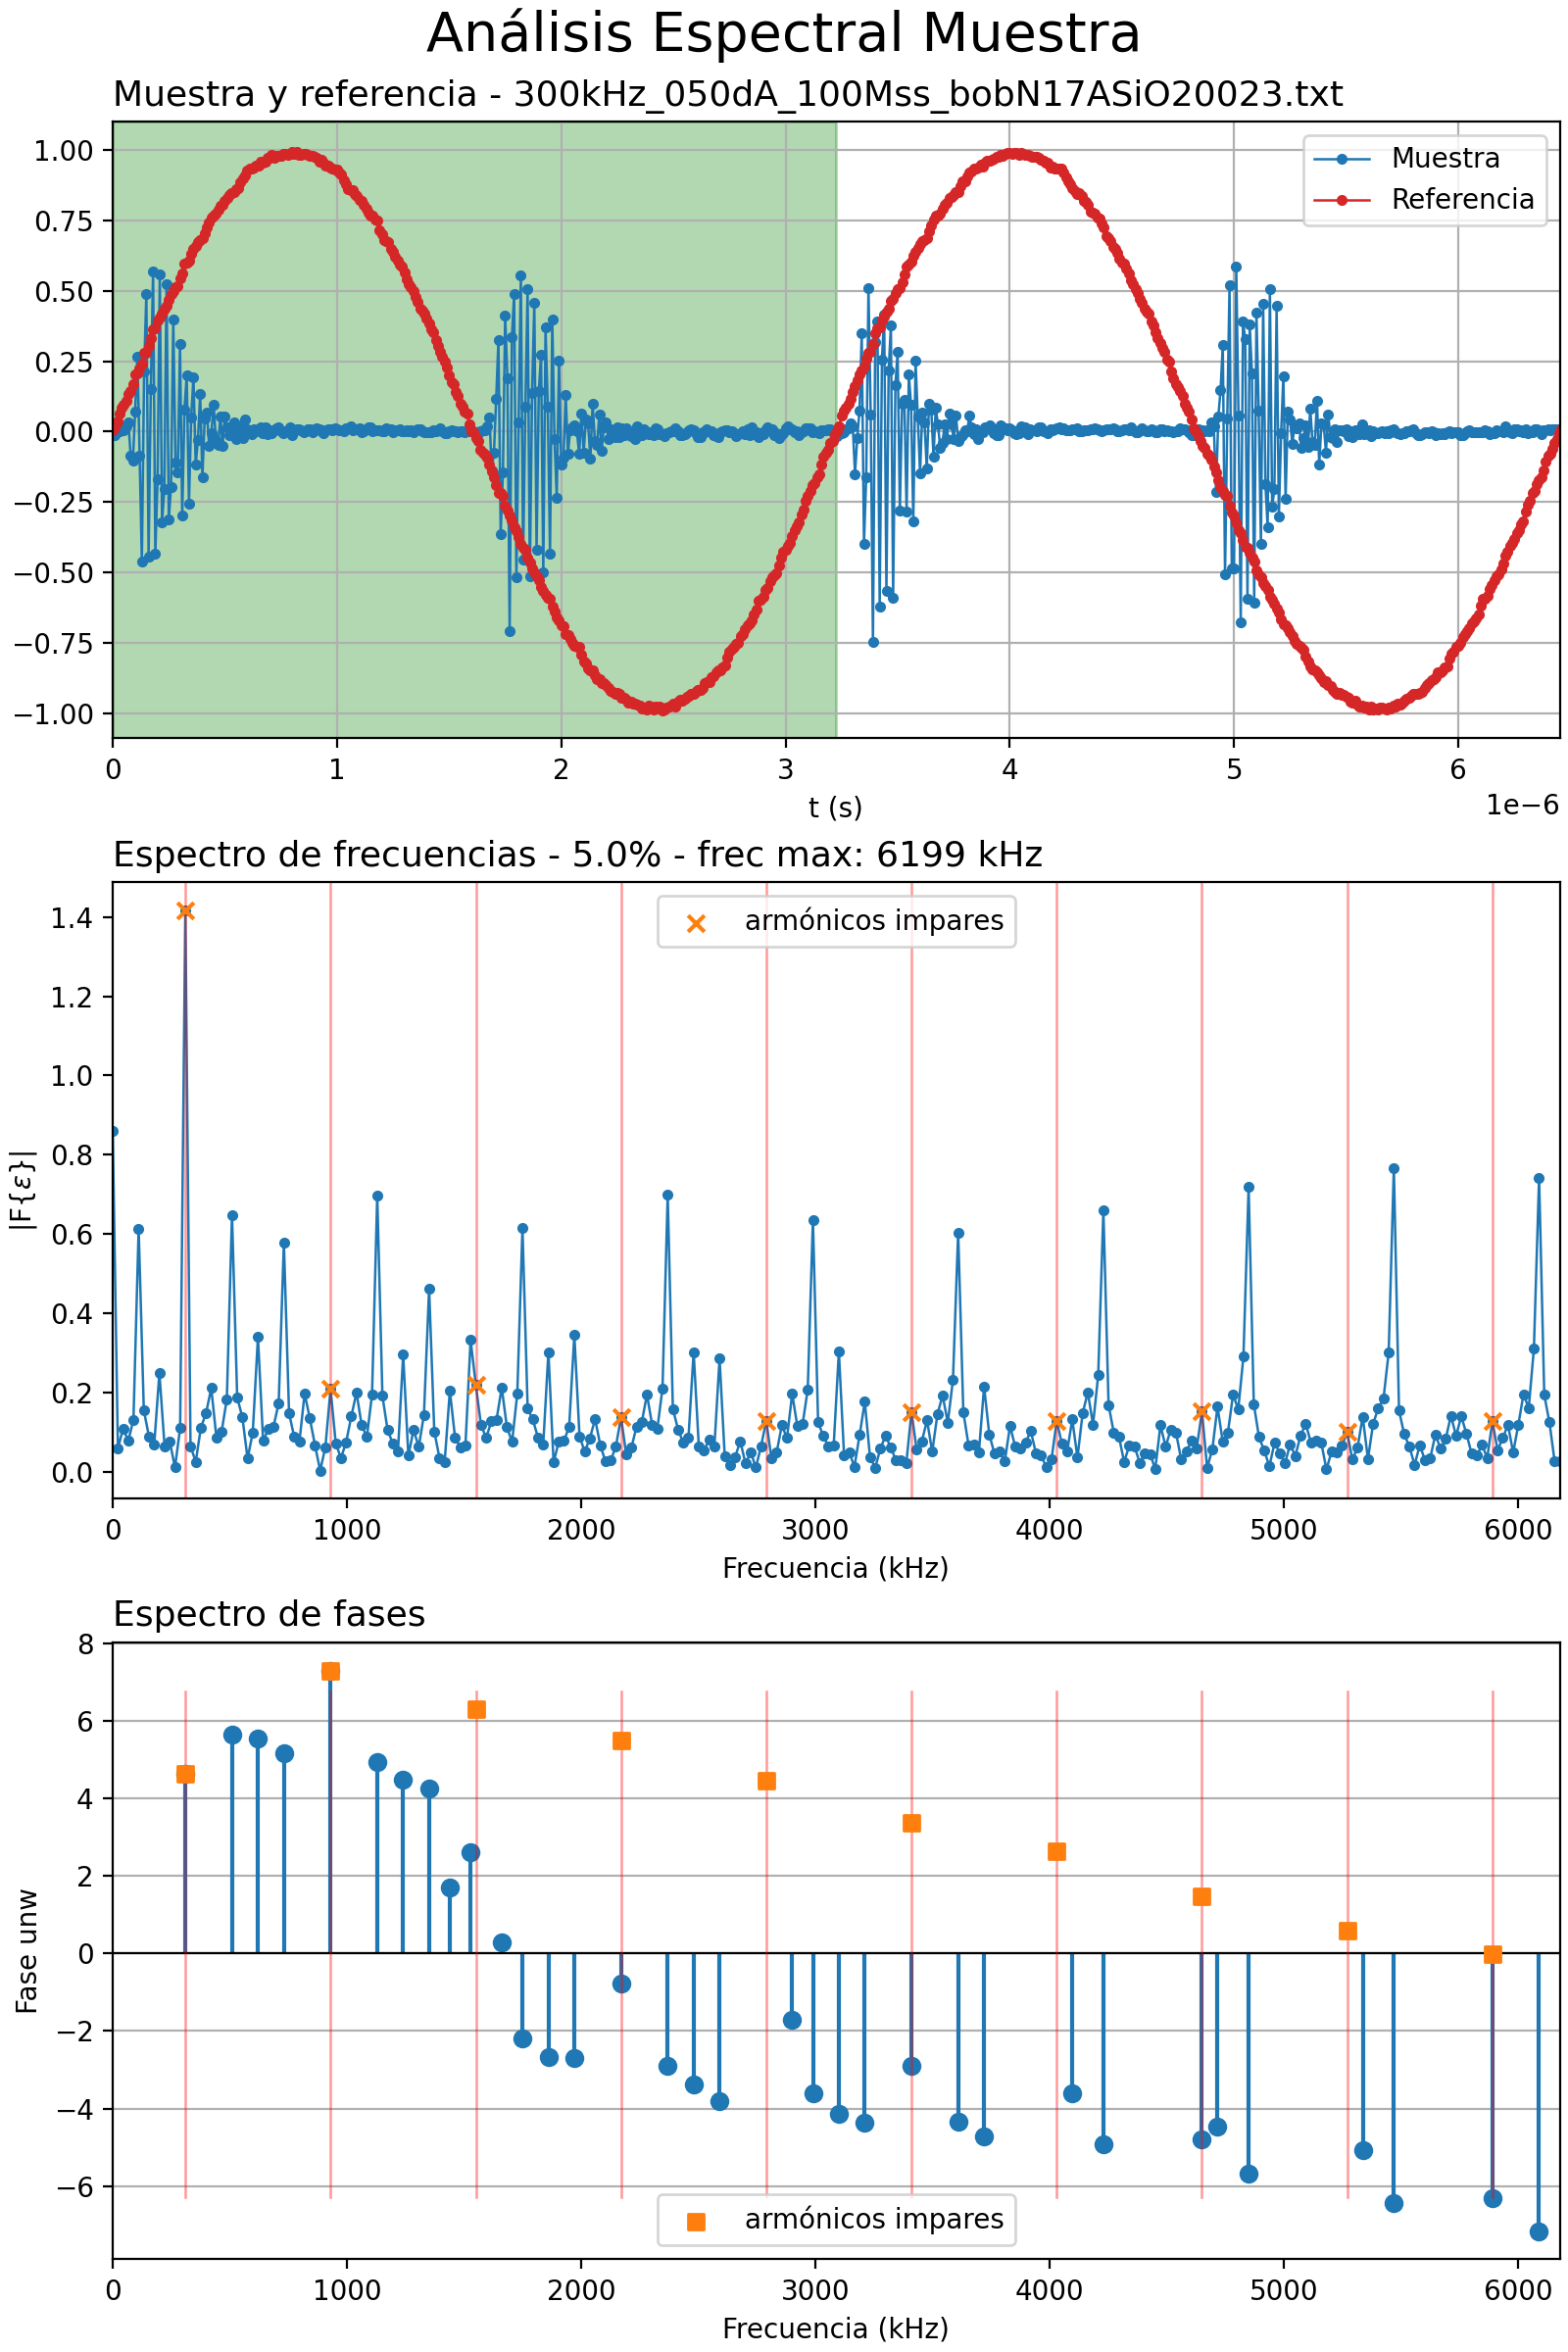 Análisis Espectral Muestra
Muestra y referencia - 300kHz_050dA_100Mss_bobN17ASiO20023.txt
1.00
0.75
0.50
0.25
0.00
−0.25
−0.50
−0.75
−1.00
Muestra
Referencia
0 1 2 3 4 5 6
t (s)
1e−6
Espectro de frecuencias - 5.0% - frec max: 6199 kHz
|F{ε}|
1.4
1.2
1.0
0.8
0.6
0.4
0.2
0.0
armónicos impares
0 1000 2000 3000 4000 5000 6000
Frecuencia (kHz)
Espectro de fases
Fase unw
8
6
4
2
0
−2
−4
−6
armónicos impares
0 1000 2000 3000 4000 5000 6000
Frecuencia (kHz)